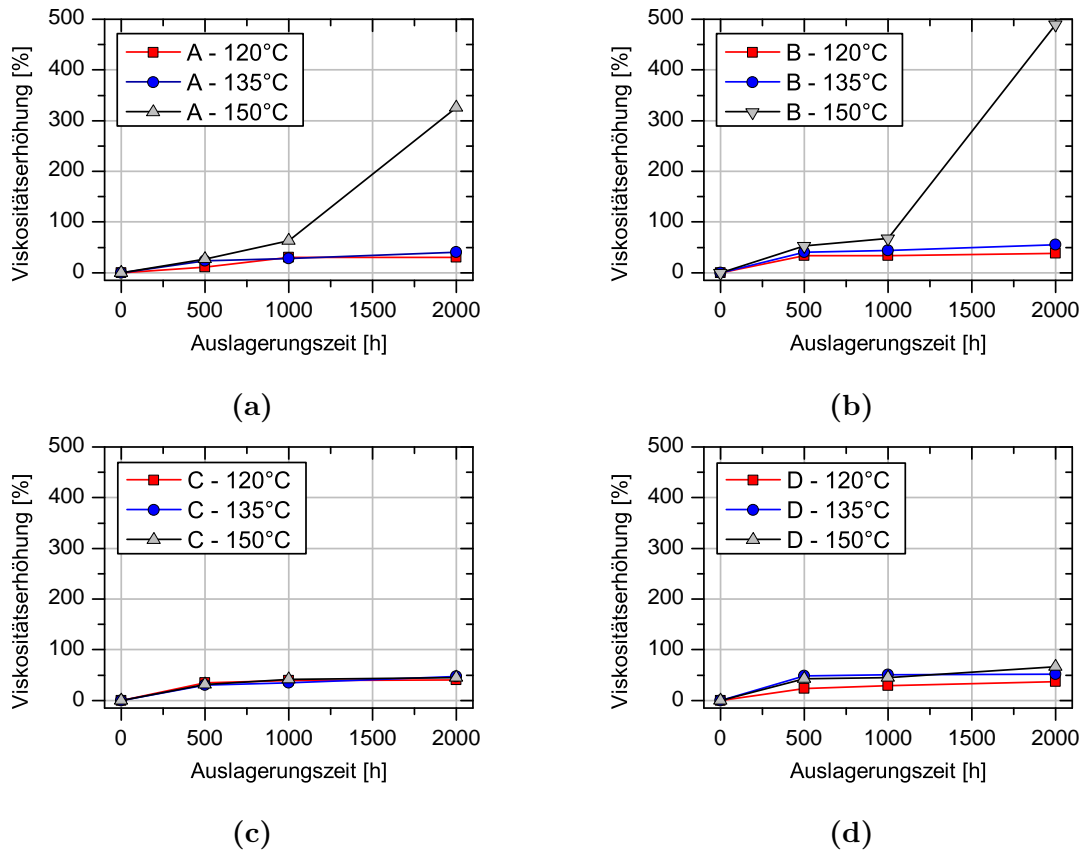 500
400
300
200
100
0
Viskositätserhöhung [%]
A - 120°C
A - 135°C
A - 150°C
0 500 1000 1500 2000
Auslagerungszeit [h]
(a)
500
400
300
200
100
0
Viskositätserhöhung [%]
B - 120°C
B - 135°C
B - 150°C
0 500 1000 1500 2000
Auslagerungszeit [h]
(b)
500
400
300
200
100
0
Viskositätserhöhung [%]
C - 120°C
C - 135°C
C - 150°C
0 500 1000 1500 2000
Auslagerungszeit [h]
(c)
500
400
300
200
100
0
Viskositätserhöhung [%]
D - 120°C
D - 135°C
D - 150°C
0 500 1000 1500 2000
Auslagerungszeit [h]
(d)